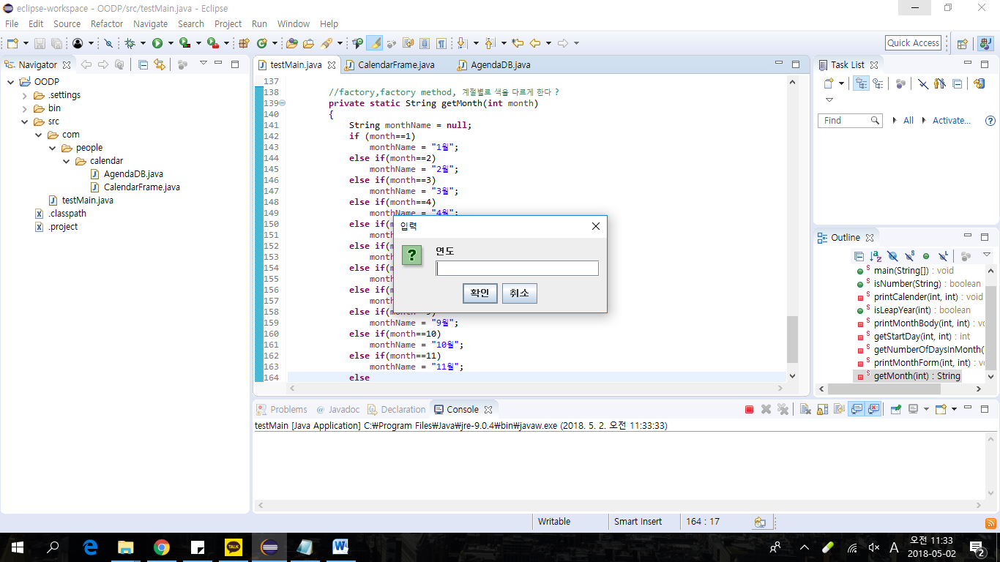 eclipse-workspace - OODP/src/testMain.java - Eclipse
File Edit Source Refactor Navigate Search Project Run Window Help
Quick Access
Navigator
OODP
.settings
bin
src
com
people
calendar
AgendaDB.java
CalendarFrame.java
testMain.java
.classpath
.project
testMain.java CalendarFrame.java AgendaDB.java
137
138 //factory,factory method, 계절별로 색을 다르게 한다 ?
139 private static String getMonth(int month)
140 {
141 String monthName = null;
142 if (month==1)
143 monthName = "1월";
144 else if(month==2)
145 monthName = "2월";
146 else if(month==3)
147 monthName = "3월";
148 else if(month==4)
149 monthName = "4월";
150 else if(m
151 month
152 else if(m
153 month
154 else if(m
155 month
156 else if(m
157 month
158 else if(month==9)
159 monthName = "9월";
160 else if(month==10)
161 monthName = "10월";
162 else if(month==11)
163 monthName = "11월";
164 else
입력
연도
확인 취소
Task List
Find All Activate...
Outline
main(String[]) : void
isNumber(String) : boolean
printCalender(int, int) : void
isLeapYear(int) : boolean
printMonthBody(int, int) : vo
getStartDay(int, int) : int
getNumberOfDaysInMonth(
printMonthForm(int, int) : v
getMonth(int) : String
Problems Javadoc Declaration Console
testMain [Java Application] C:₩Program Files₩Java₩jre-9.0.4₩bin₩javaw.exe (2018. 5. 2. 오전 11:33:33)
Writable Smart Insert 164 : 17
TALK
A
오전 11:33
2018-05-02
2